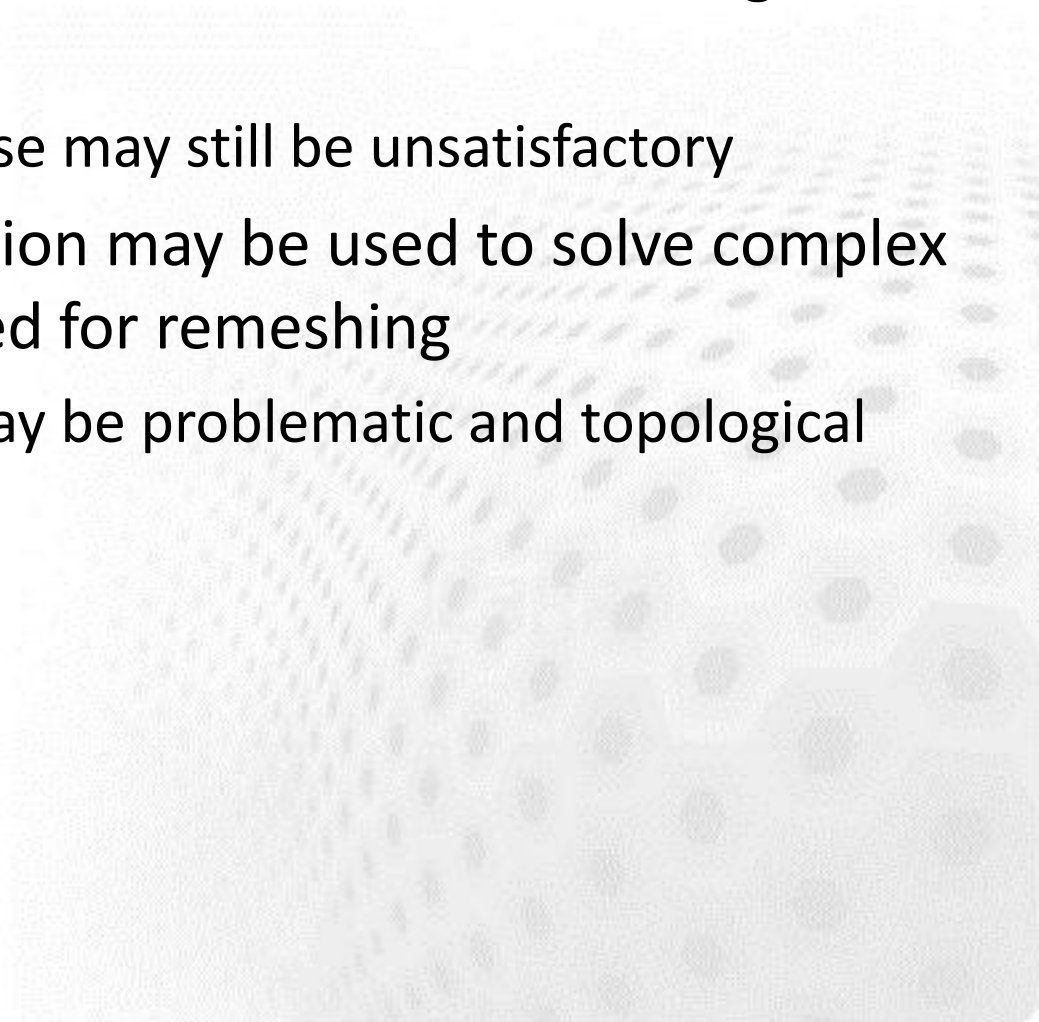 se may still be unsatisfactory
ion may be used to solve complex
ed for remeshing
ay be problematic and topological